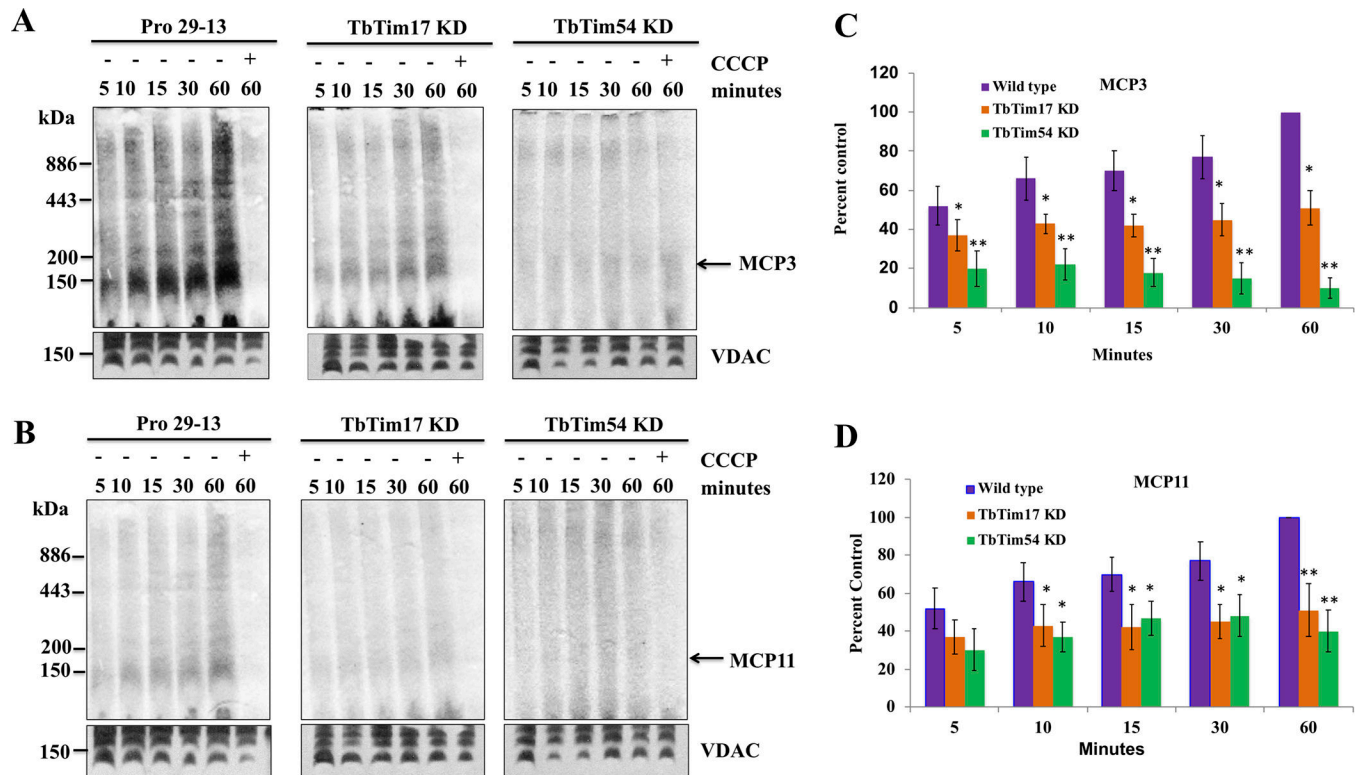 A
Pro 29-13
TbTim17 KD
TbTim54 KD
- - - - - +
- - - - - +
- - - - - +
CCCP
5 10 15 30 60 60
5 10 15 30 60 60
5 10 15 30 60 60
minutes
kDa
886
443
200
150
MCP3
150
VDAC
B
Pro 29-13
TbTim17 KD
TbTim54 KD
- - - - - +
- - - - - +
- - - - - +
CCCP
5 10 15 30 60 60
5 10 15 30 60 60
5 10 15 30 60 60
minutes
kDa
886
443
200
150
MCP11
150
VDAC
C
MCP3
Wild type
TbTim17 KD
TbTim54 KD
Percent control
120
100
80
60
40
20
0
* ** * ** * ** * ** * **
5 10 15 30 60
Minutes
D
MCP11
Wild type
TbTim17 KD
TbTim54 KD
Percent Control
120
100
80
60
40
20
0
* * * * * * ** **
5 10 15 30 60
Minutes